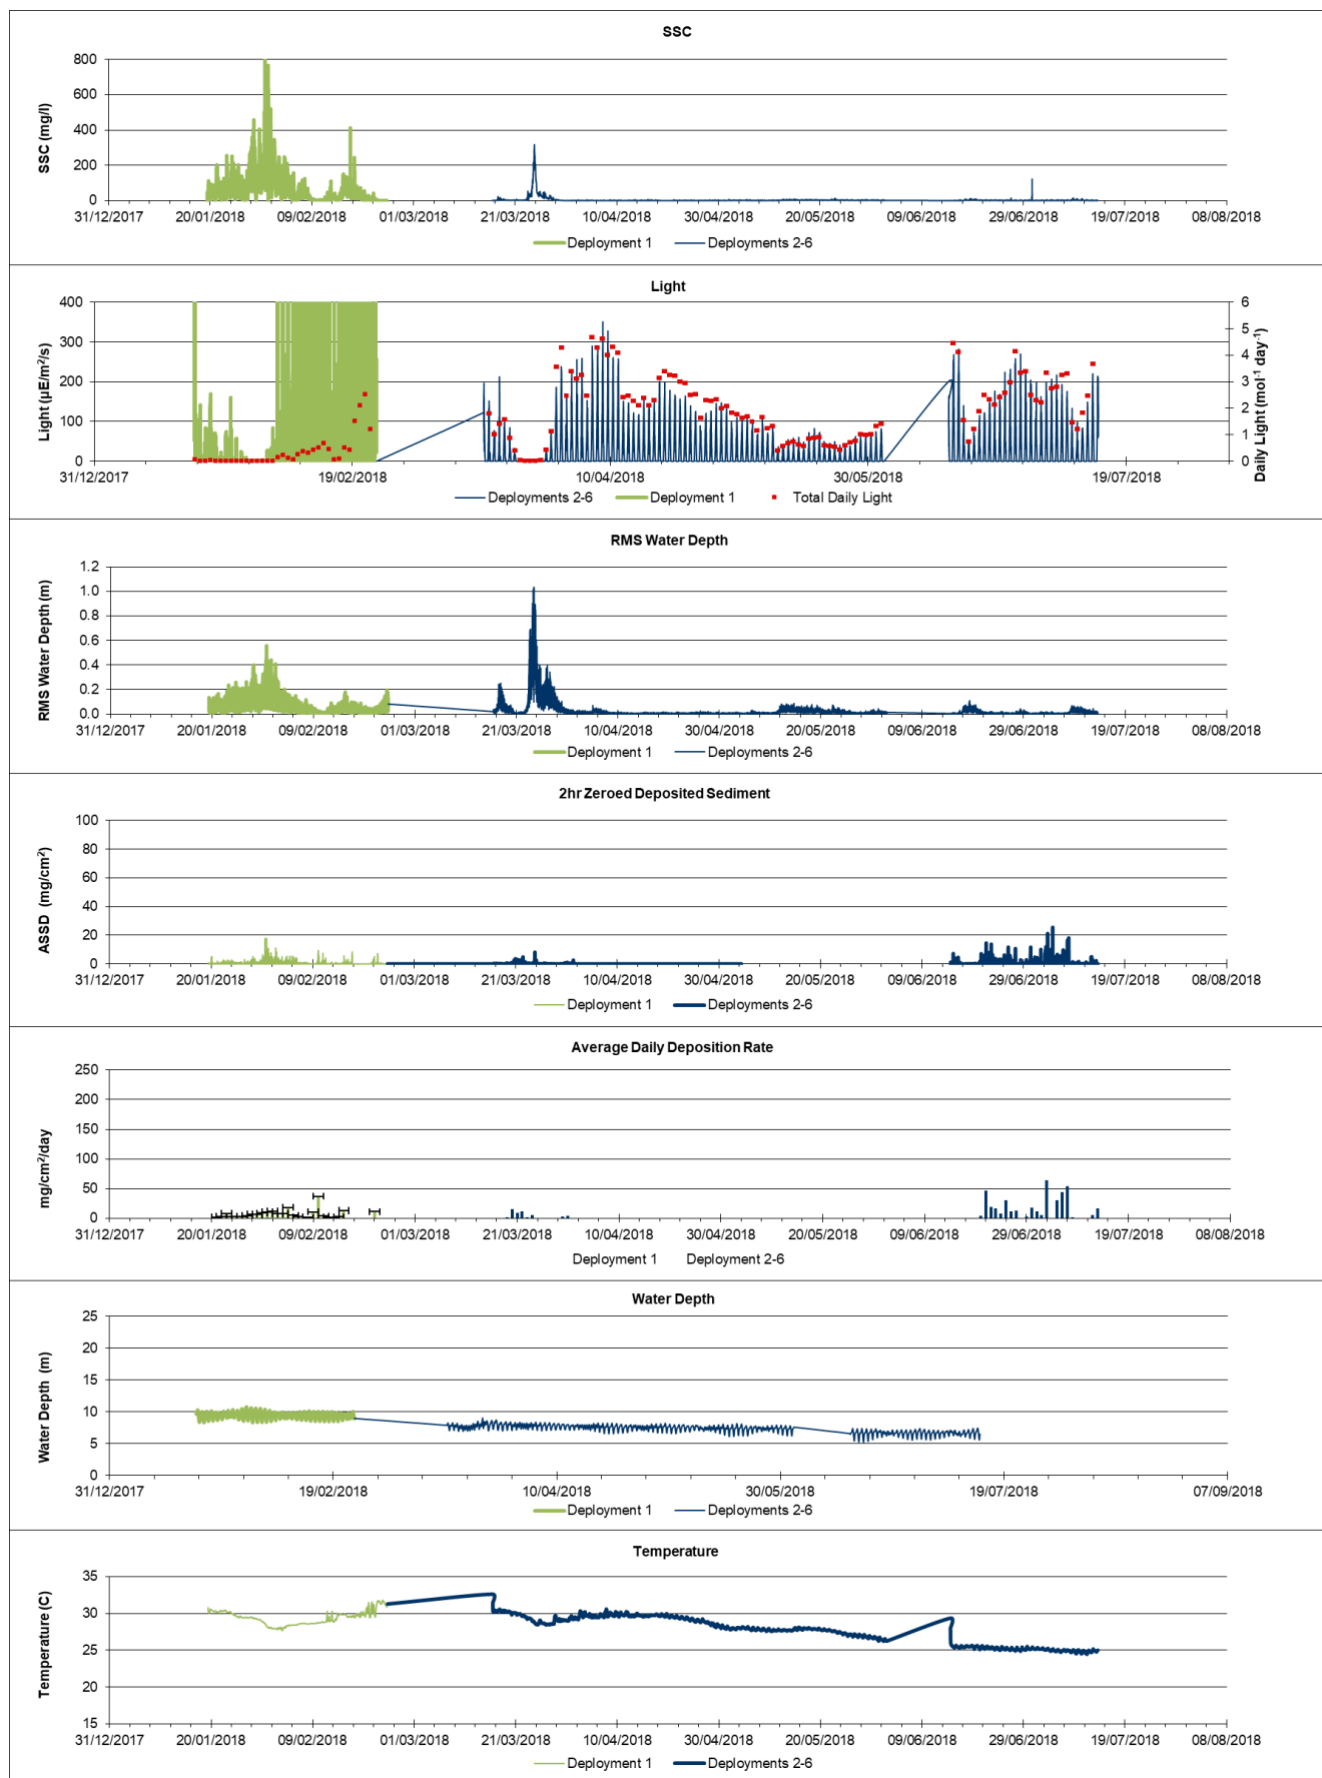 SSC
SSC (mg/l)
800
600
400
200
0
31/12/2017 20/01/2018 09/02/2018 01/03/2018 21/03/2018 10/04/2018 30/04/2018 20/05/2018 09/06/2018 29/06/2018 19/07/2018 08/08/2018
Deployment 1 Deployments 2-6
Light
Light (µE/m²/s)
400
300
200
100
0
6
5
4
3
2
1
0
Daily Light (mol⁻¹ day⁻¹)
31/12/2017 19/02/2018 10/04/2018 30/05/2018 19/07/2018
Deployments 2-6 Deployment 1 Total Daily Light
RMS Water Depth
RMS Water Depth (m)
1.2
1.0
0.8
0.6
0.4
0.2
0.0
31/12/2017 20/01/2018 09/02/2018 01/03/2018 21/03/2018 10/04/2018 30/04/2018 20/05/2018 09/06/2018 29/06/2018 19/07/2018 08/08/2018
Deployment 1 Deployments 2-6
2hr Zeroed Deposited Sediment
ASSD (mg/cm²)
100
80
60
40
20
0
31/12/2017 20/01/2018 09/02/2018 01/03/2018 21/03/2018 10/04/2018 30/04/2018 20/05/2018 09/06/2018 29/06/2018 19/07/2018 08/08/2018
Deployment 1 Deployments 2-6
Average Daily Deposition Rate
mg/cm²/day
250
200
150
100
50
0
31/12/2017 20/01/2018 09/02/2018 01/03/2018 21/03/2018 10/04/2018 30/04/2018 20/05/2018 09/06/2018 29/06/2018 19/07/2018 08/08/2018
Deployment 1 Deployment 2-6
Water Depth
Water Depth (m)
25
20
15
10
5
0
31/12/2017 19/02/2018 10/04/2018 30/05/2018 19/07/2018 07/09/2018
Deployment 1 Deployments 2-6
Temperature
Temperature (C)
35
30
25
20
15
31/12/2017 20/01/2018 09/02/2018 01/03/2018 21/03/2018 10/04/2018 30/04/2018 20/05/2018 09/06/2018 29/06/2018 19/07/2018 08/08/2018
Deployment 1 Deployments 2-6